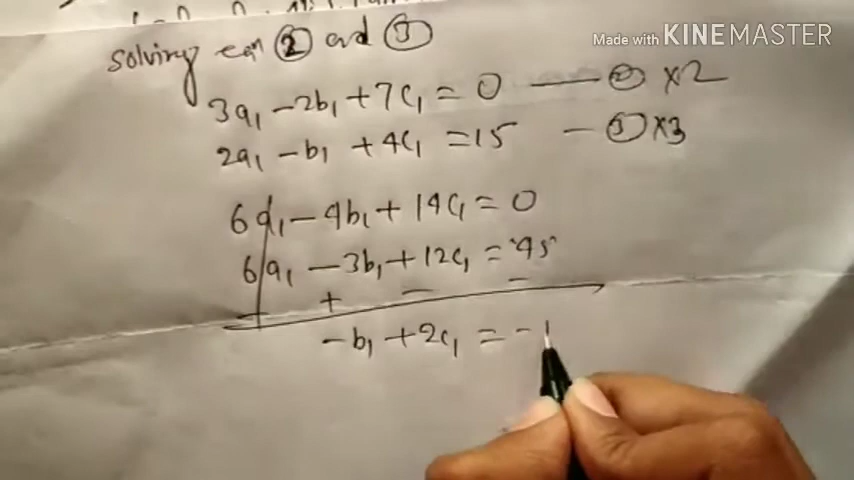 Made with KINEMASTER
solving eqn ② and ③
3a₁ - 2b₁ + 7c₁ = 0 — ② ×2
2a₁ - b₁ + 4c₁ = 15 — ③ ×3
6a₁ - 4b₁ + 14c₁ = 0
6a₁ - 3b₁ + 12c₁ = 45
- + - -
-b₁ + 2c₁ = -